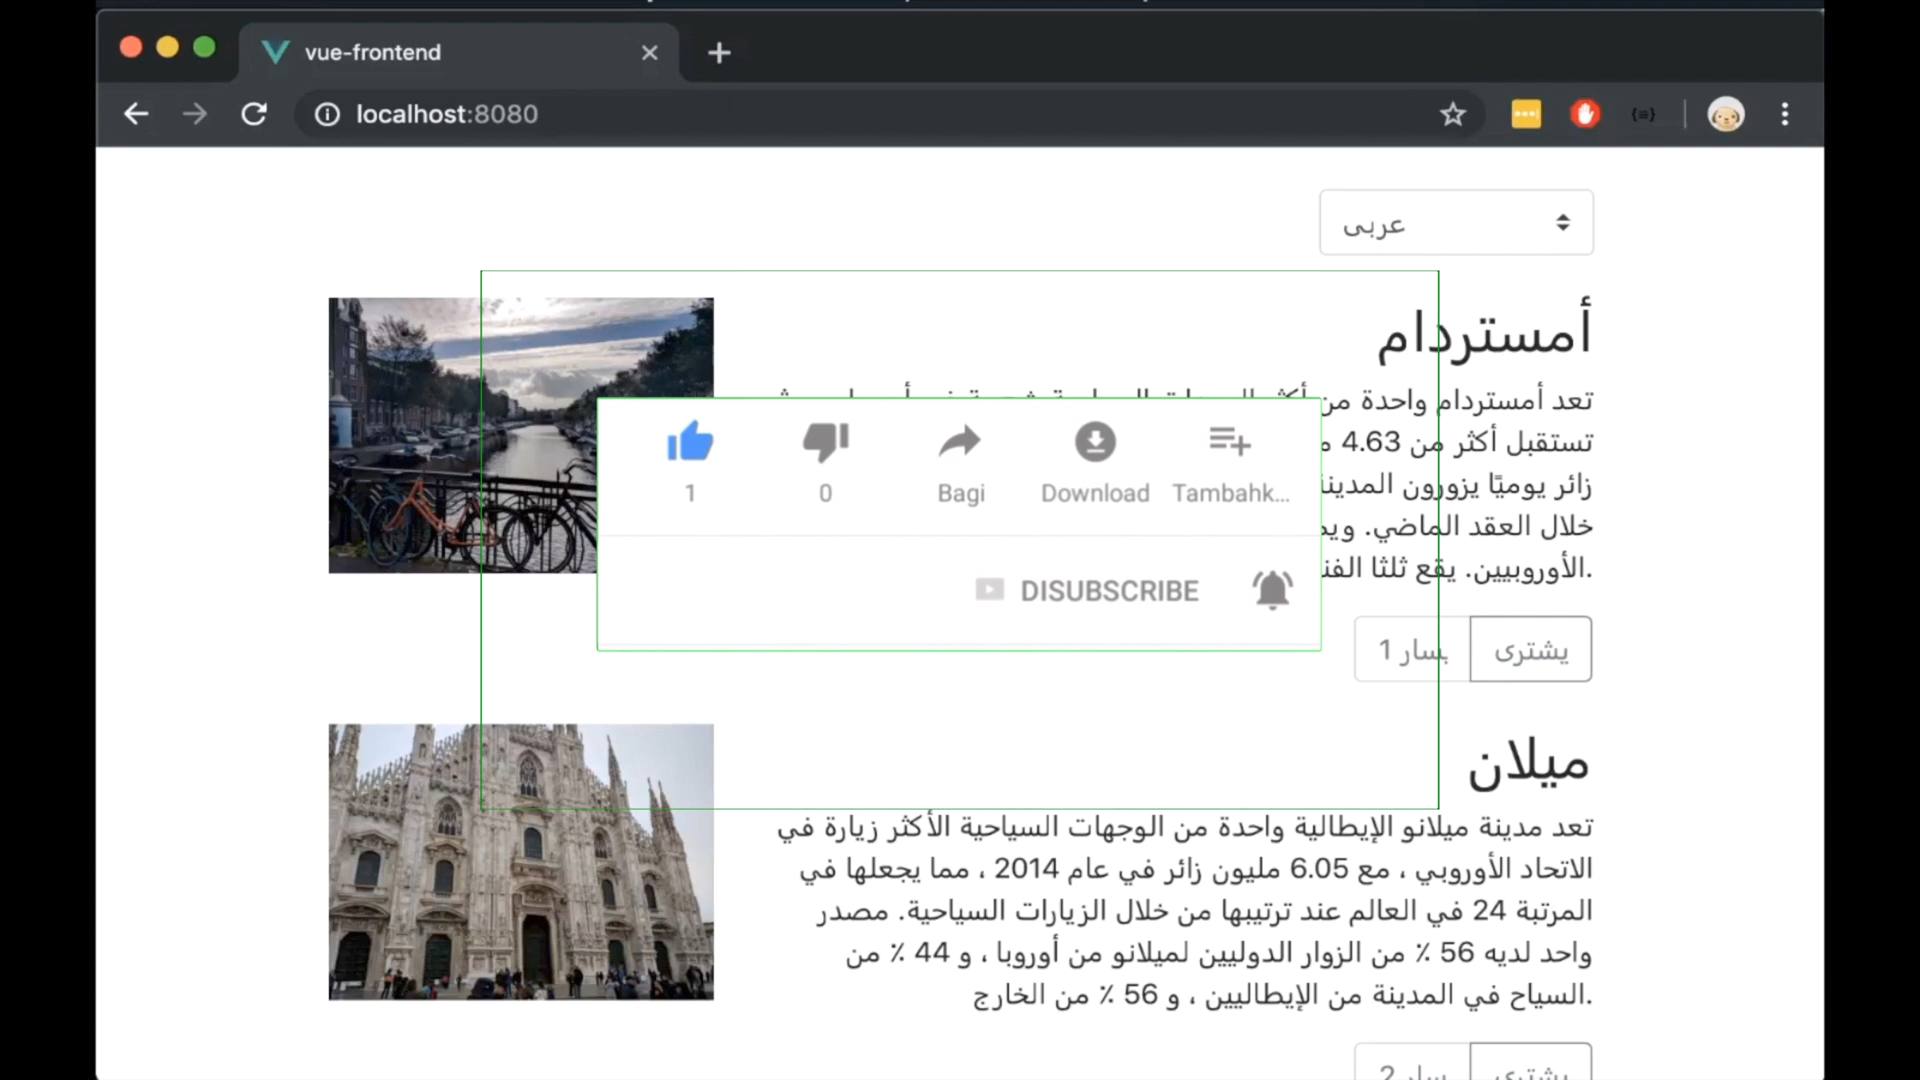 vue-frontend
localhost:8080
عربى
أمستردام
تعد أمستردام واحدة من
تستقبل أكثر من 4.63
زائر يوميًا يزورون
خلال العقد الماضي.
الأوروبيين. يقع ثلثا
1
0
Bagi
Download
Tambahk...
DISUBSCRIBE
يشترى
1
ميلان
تعد مدينة ميلانو الإيطالية واحدة من الوجهات السياحية الأكثر زيارة في
الاتحاد الأوروبي ، مع 6.05 مليون زائر في عام 2014 ، مما يجعلها في
المرتبة 24 في العالم عند ترتيبها من خلال الزيارات السياحية. مصدر
واحد لديه 56 ٪ من الزوار الدوليين لميلانو من أوروبا ، و 44 ٪ من
السياح في المدينة من الإيطاليين ، و 56 ٪ من الخارج.